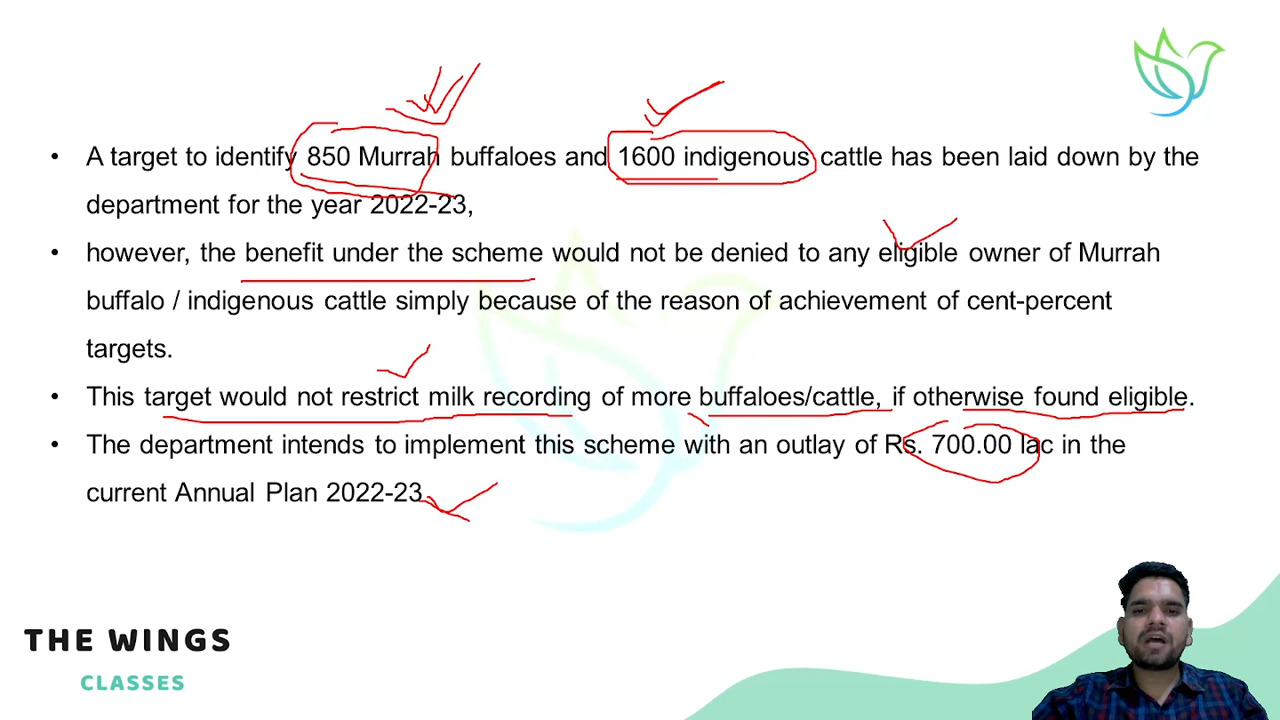 • A target to identify 850 Murrah buffaloes and 1600 indigenous cattle has been laid down by the
department for the year 2022-23,
• however, the benefit under the scheme would not be denied to any eligible owner of Murrah
buffalo / indigenous cattle simply because of the reason of achievement of cent-percent
targets.
• This target would not restrict milk recording of more buffaloes/cattle, if otherwise found eligible.
• The department intends to implement this scheme with an outlay of Rs. 700.00 lac in the
current Annual Plan 2022-23
THE WINGS
CLASSES